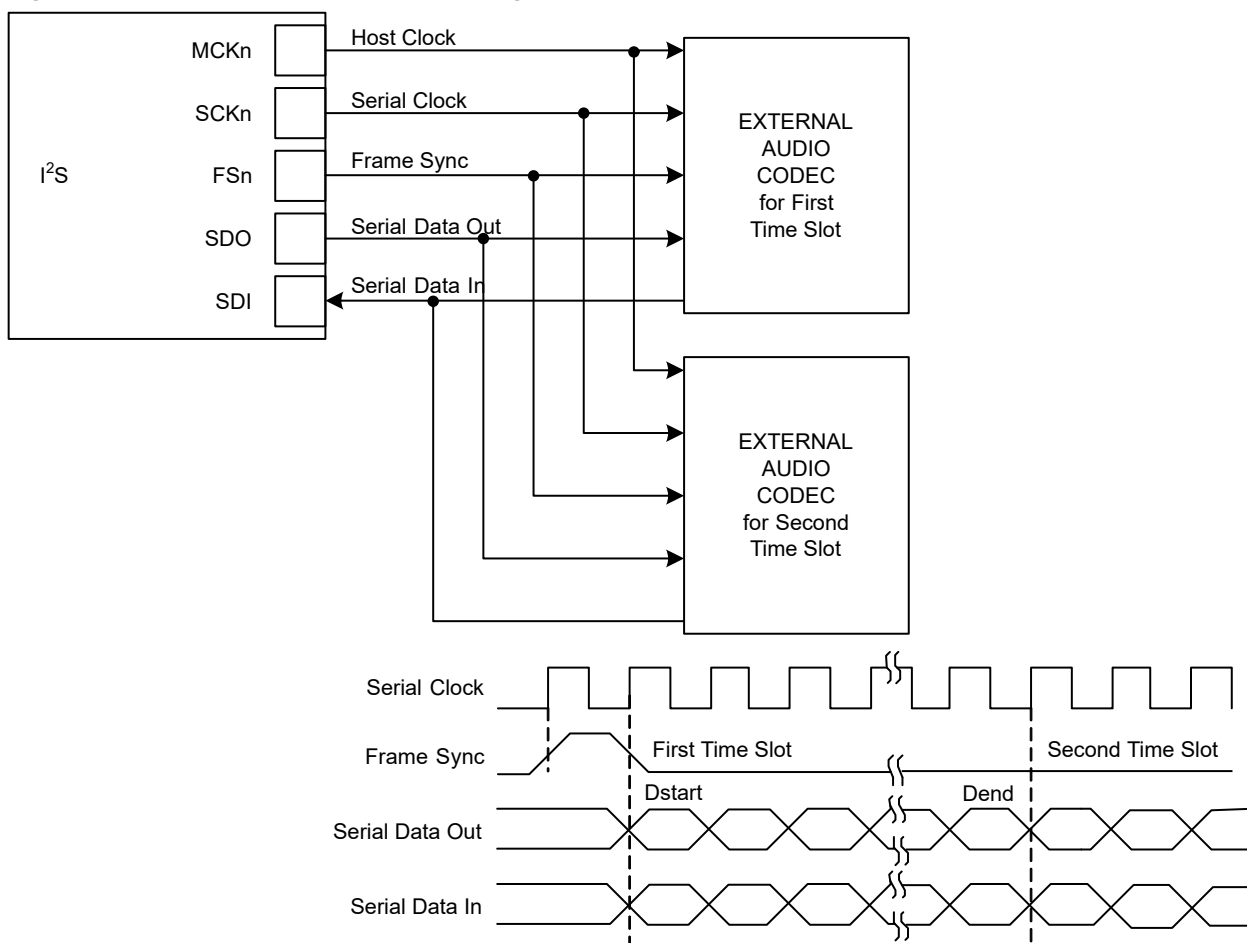 MCKn
Host Clock
SCKn
Serial Clock
I²S
FSn
Frame Sync
SDO
Serial Data Out
SDI
Serial Data In
EXTERNAL
AUDIO
CODEC
for First
Time Slot
EXTERNAL
AUDIO
CODEC
for Second
Time Slot
Serial Clock
Frame Sync
First Time Slot
Second Time Slot
Dstart
Dend
Serial Data Out
Serial Data In